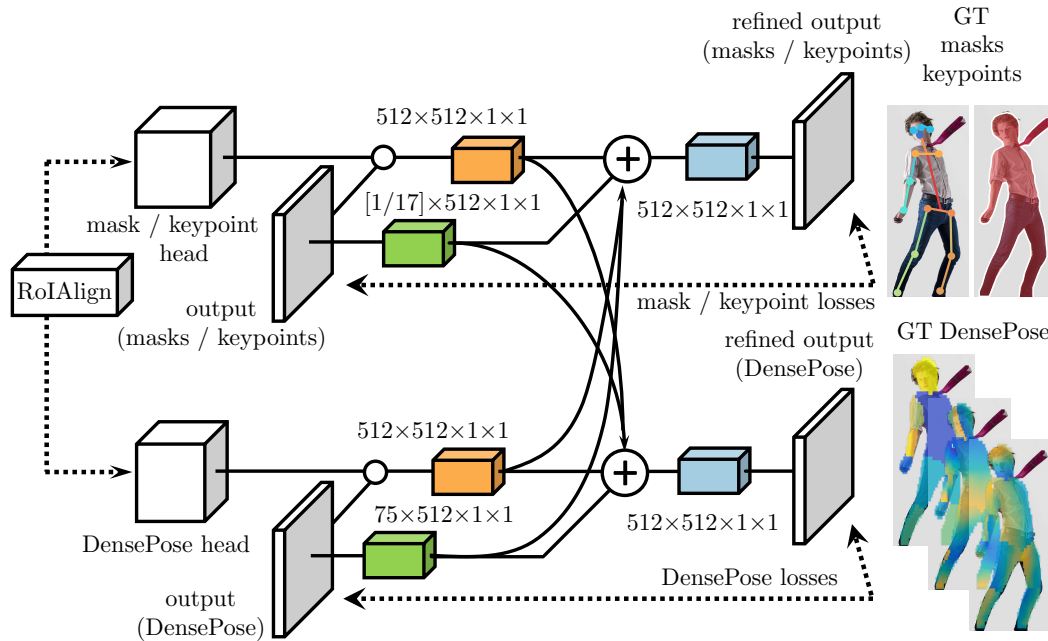 refined output
(masks / keypoints)
GT
masks
keypoints
512×512×1×1
[1/17]×512×1×1
512×512×1×1
mask / keypoint
head
RoIAlign
output
(masks / keypoints)
mask / keypoint losses
refined output
(DensePose)
GT DensePose
512×512×1×1
75×512×1×1
512×512×1×1
DensePose head
output
(DensePose)
DensePose losses